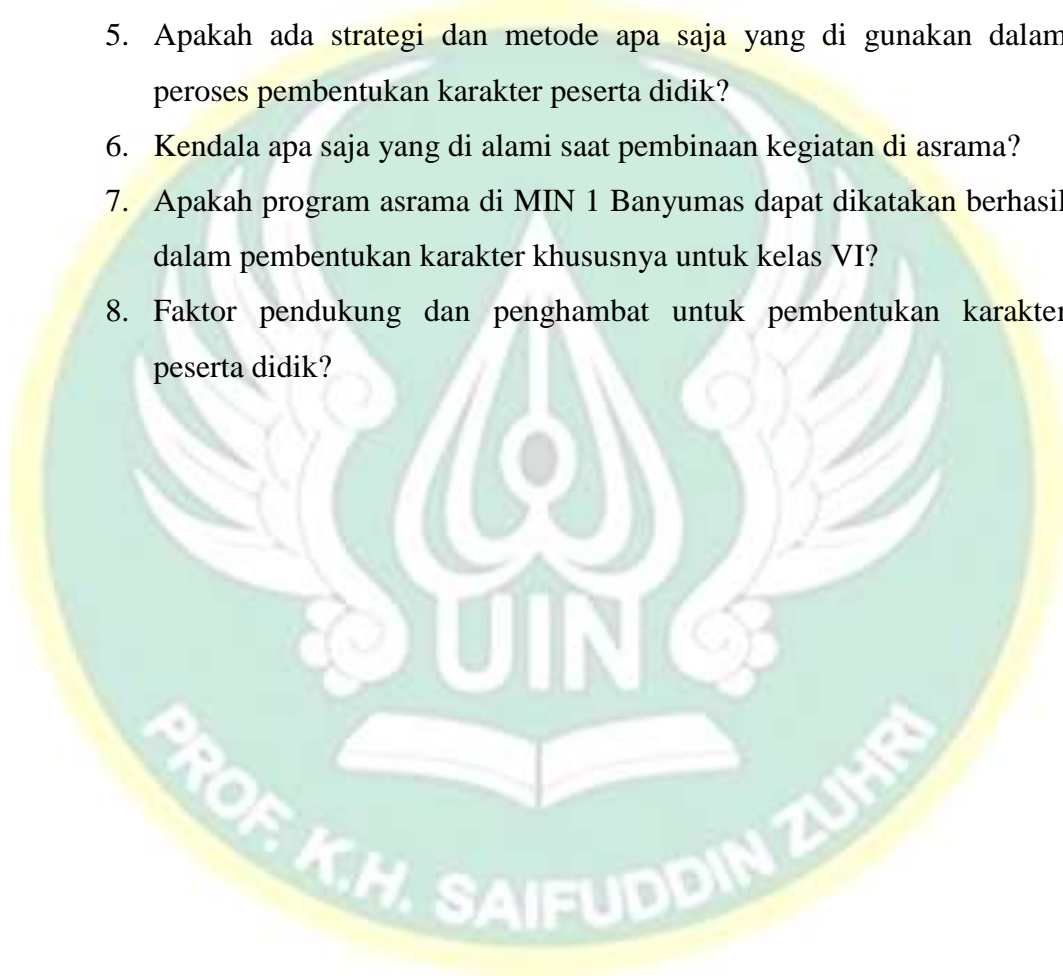 5. Apakah ada strategi dan metode apa saja yang di gunakan dalam
peroses pembentukan karakter peserta didik?
6. Kendala apa saja yang di alami saat pembinaan kegiatan di asrama?
7. Apakah program asrama di MIN 1 Banyumas dapat dikatakan berhasil
dalam pembentukan karakter khususnya untuk kelas VI?
8. Faktor pendukung dan penghambat untuk pembentukan karakter
peserta didik?
UIN
PROF. K.H. SAIFUDDIN ZUHRI